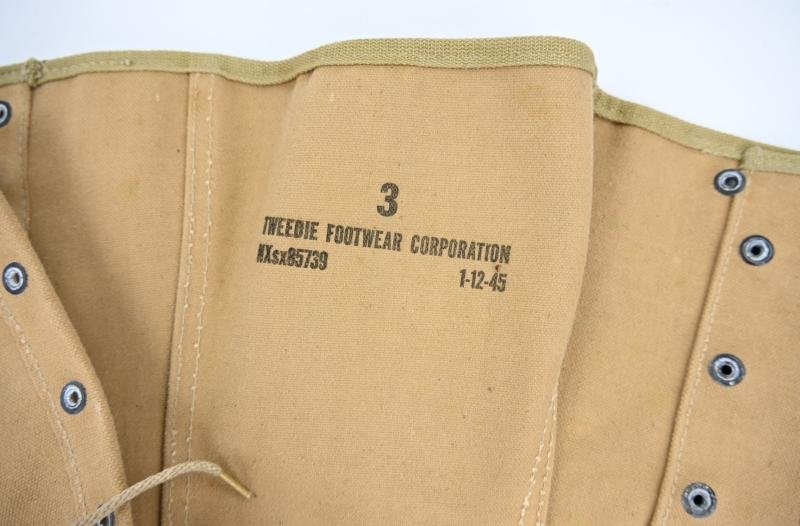 3
TWEEDIE FOOTWEAR CORPORATION
NXsx85739
1-12-45